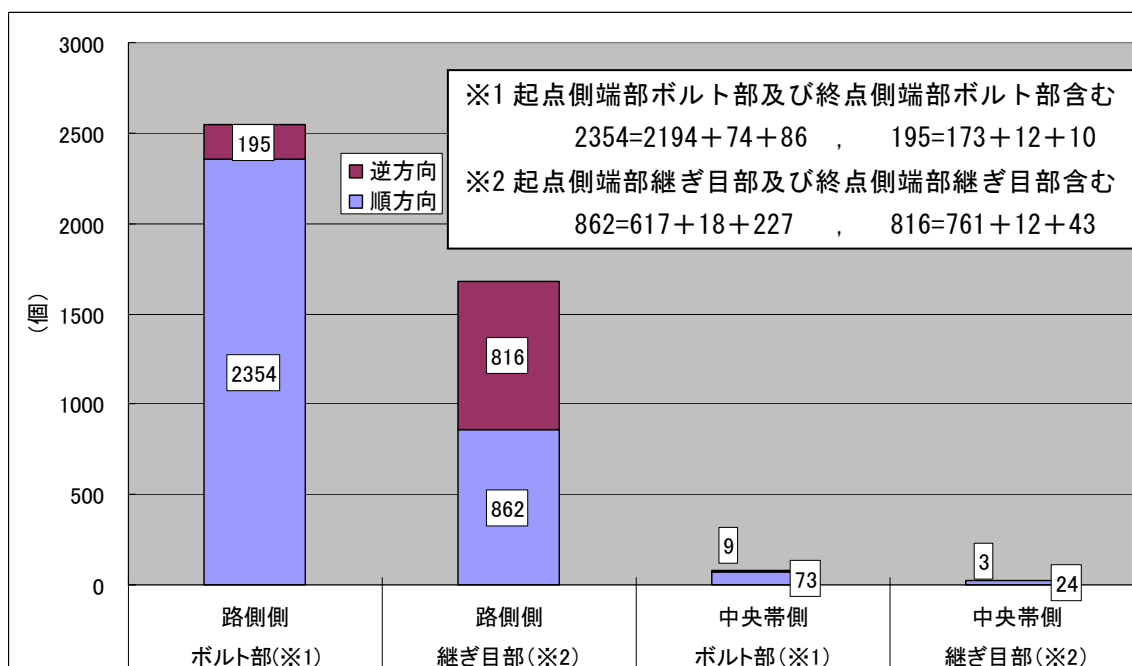 3000
2500
2000
1500
1000
500
0
(個)
※1 起点側端部ボルト部及び終点側端部ボルト部含む
2354=2194+74+86 , 195=173+12+10
※2 起点側端部継ぎ目部及び終点側端部継ぎ目部含む
862=617+18+227 , 816=761+12+43
逆方向
順方向
195
2354
816
862
9
73
3
24
路側側
ボルト部(※1)
路側側
継ぎ目部(※2)
中央帯側
ボルト部(※1)
中央帯側
継ぎ目部(※2)